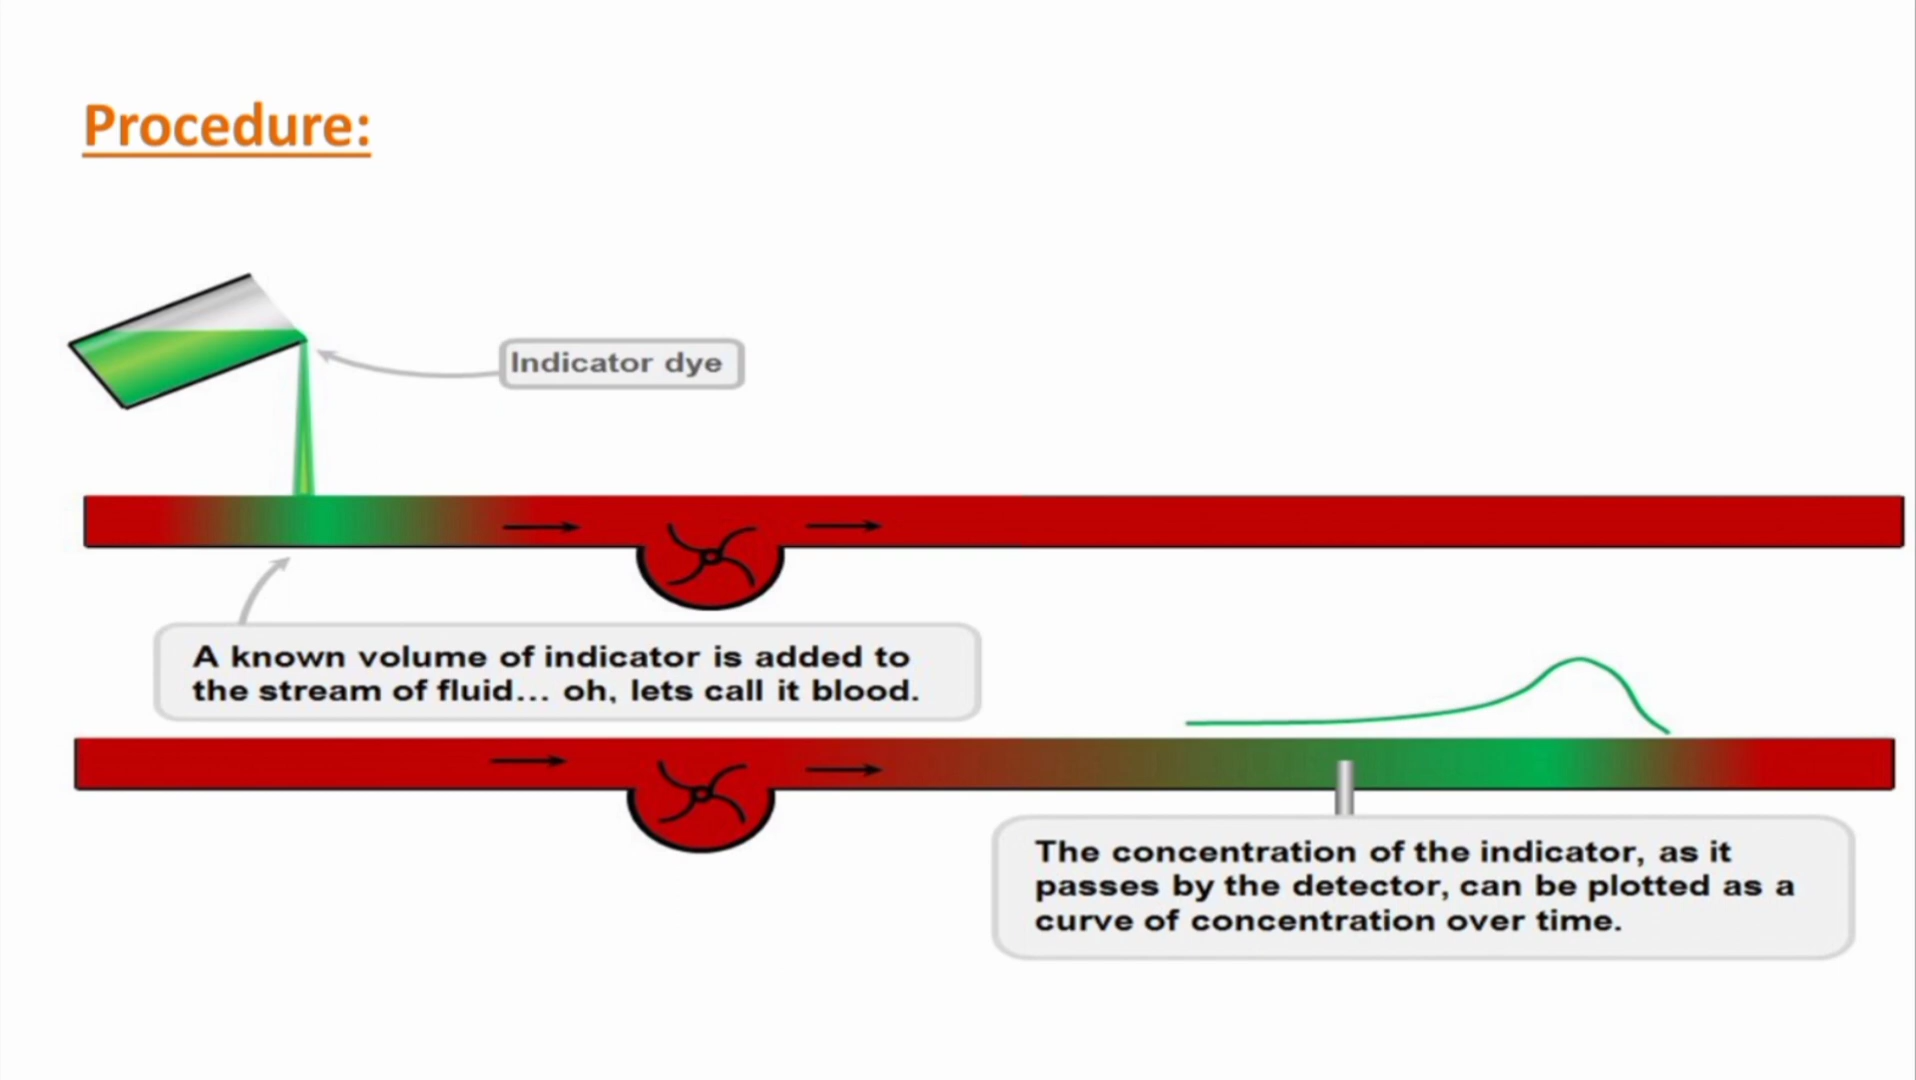 Procedure:
Indicator dye
A known volume of indicator is added to
the stream of fluid... oh, lets call it blood.
The concentration of the indicator, as it
passes by the detector, can be plotted as a
curve of concentration over time.